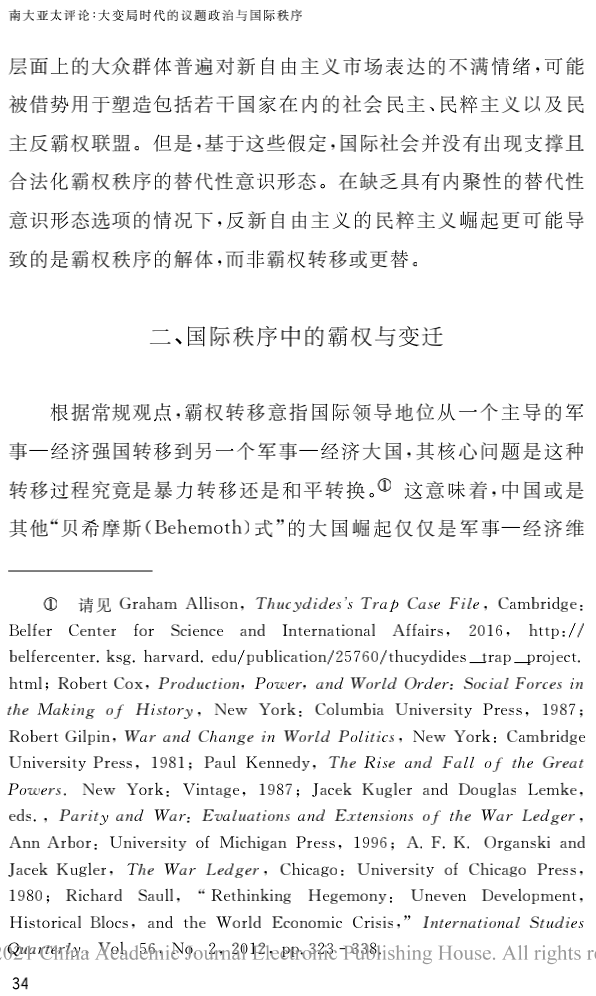 南大亚太评论:大变局时代的议题政治与国际秩序
层面上的大众群体普遍对新自由主义市场表达的不满情绪,可能
被借势用于塑造包括若干国家在内的社会民主、民粹主义以及民
主反霸权联盟。但是,基于这些假定,国际社会并没有出现支撑且
合法化霸权秩序的替代性意识形态。在缺乏具有内聚性的替代性
意识形态选项的情况下,反新自由主义的民粹主义崛起更可能导
致的是霸权秩序的解体,而非霸权转移或更替。
二、国际秩序中的霸权与变迁
根据常规观点,霸权转移意指国际领导地位从一个主导的军
事—经济强国转移到另一个军事—经济大国,其核心问题是这种
转移过程究竟是暴力转移还是和平转换。① 这意味着,中国或是
其他“贝希摩斯(Behemoth)式”的大国崛起仅仅是军事—经济维
① 请见 Graham Allison, Thucydides's Trap Case File, Cambridge:
Belfer Center for Science and International Affairs, 2016, http://
belfercenter. ksg. harvard. edu/publication/25760/thucydides_trap_project.
html; Robert Cox, Production, Power, and World Order: Social Forces in
the Making of History, New York: Columbia University Press, 1987;
Robert Gilpin, War and Change in World Politics, New York: Cambridge
University Press, 1981; Paul Kennedy, The Rise and Fall of the Great
Powers. New York: Vintage, 1987; Jacek Kugler and Douglas Lemke,
eds., Parity and War: Evaluations and Extensions of the War Ledger,
Ann Arbor: University of Michigan Press, 1996; A. F. K. Organski and
Jacek Kugler, The War Ledger, Chicago: University of Chicago Press,
1980; Richard Saull, “Rethinking Hegemony: Uneven Development,
Historical Blocs, and the World Economic Crisis,” International Studies
Quarterly, Vol. 56, No. 2, 2012, pp. 323-338.
China Academic Journal Electronic Publishing House. All rights
34